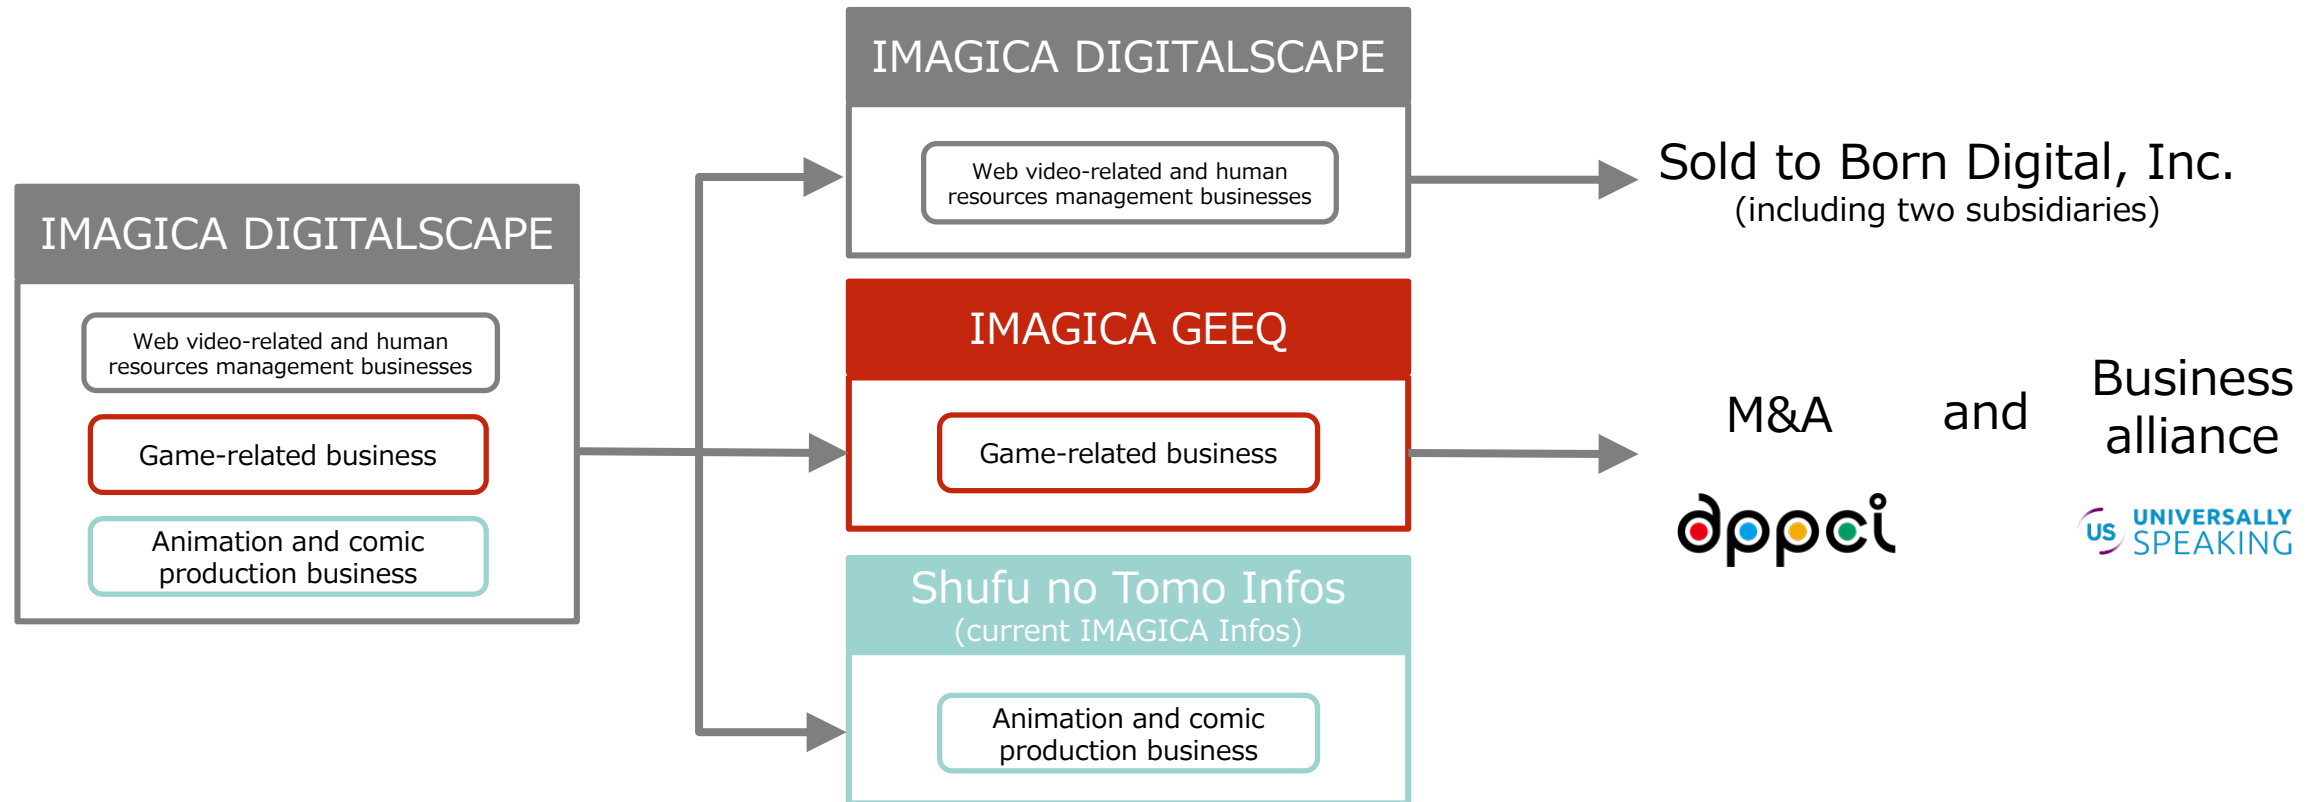 IMAGICA DIGITALSCAPE
Web video-related and human
resources management businesses
Game-related business
Animation and comic
production business
IMAGICA DIGITALSCAPE
Web video-related and human
resources management businesses
Sold to Born Digital, Inc.
(including two subsidiaries)
IMAGICA GEEQ
Game-related business
M&A and
Business
alliance
appci
US UNIVERSALLY
SPEAKING
Shufu no Tomo Infos
(current IMAGICA Infos)
Animation and comic
production business